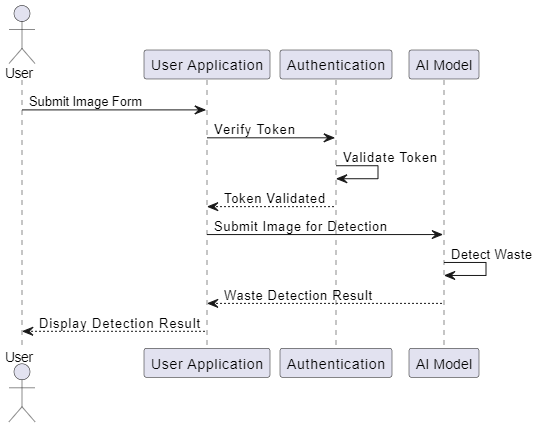 User
User Application
Authentication
AI Model
Submit Image Form
Verify Token
Validate Token
Token Validated
Submit Image for Detection
Detect Waste
Waste Detection Result
Display Detection Result
User
User Application
Authentication
AI Model